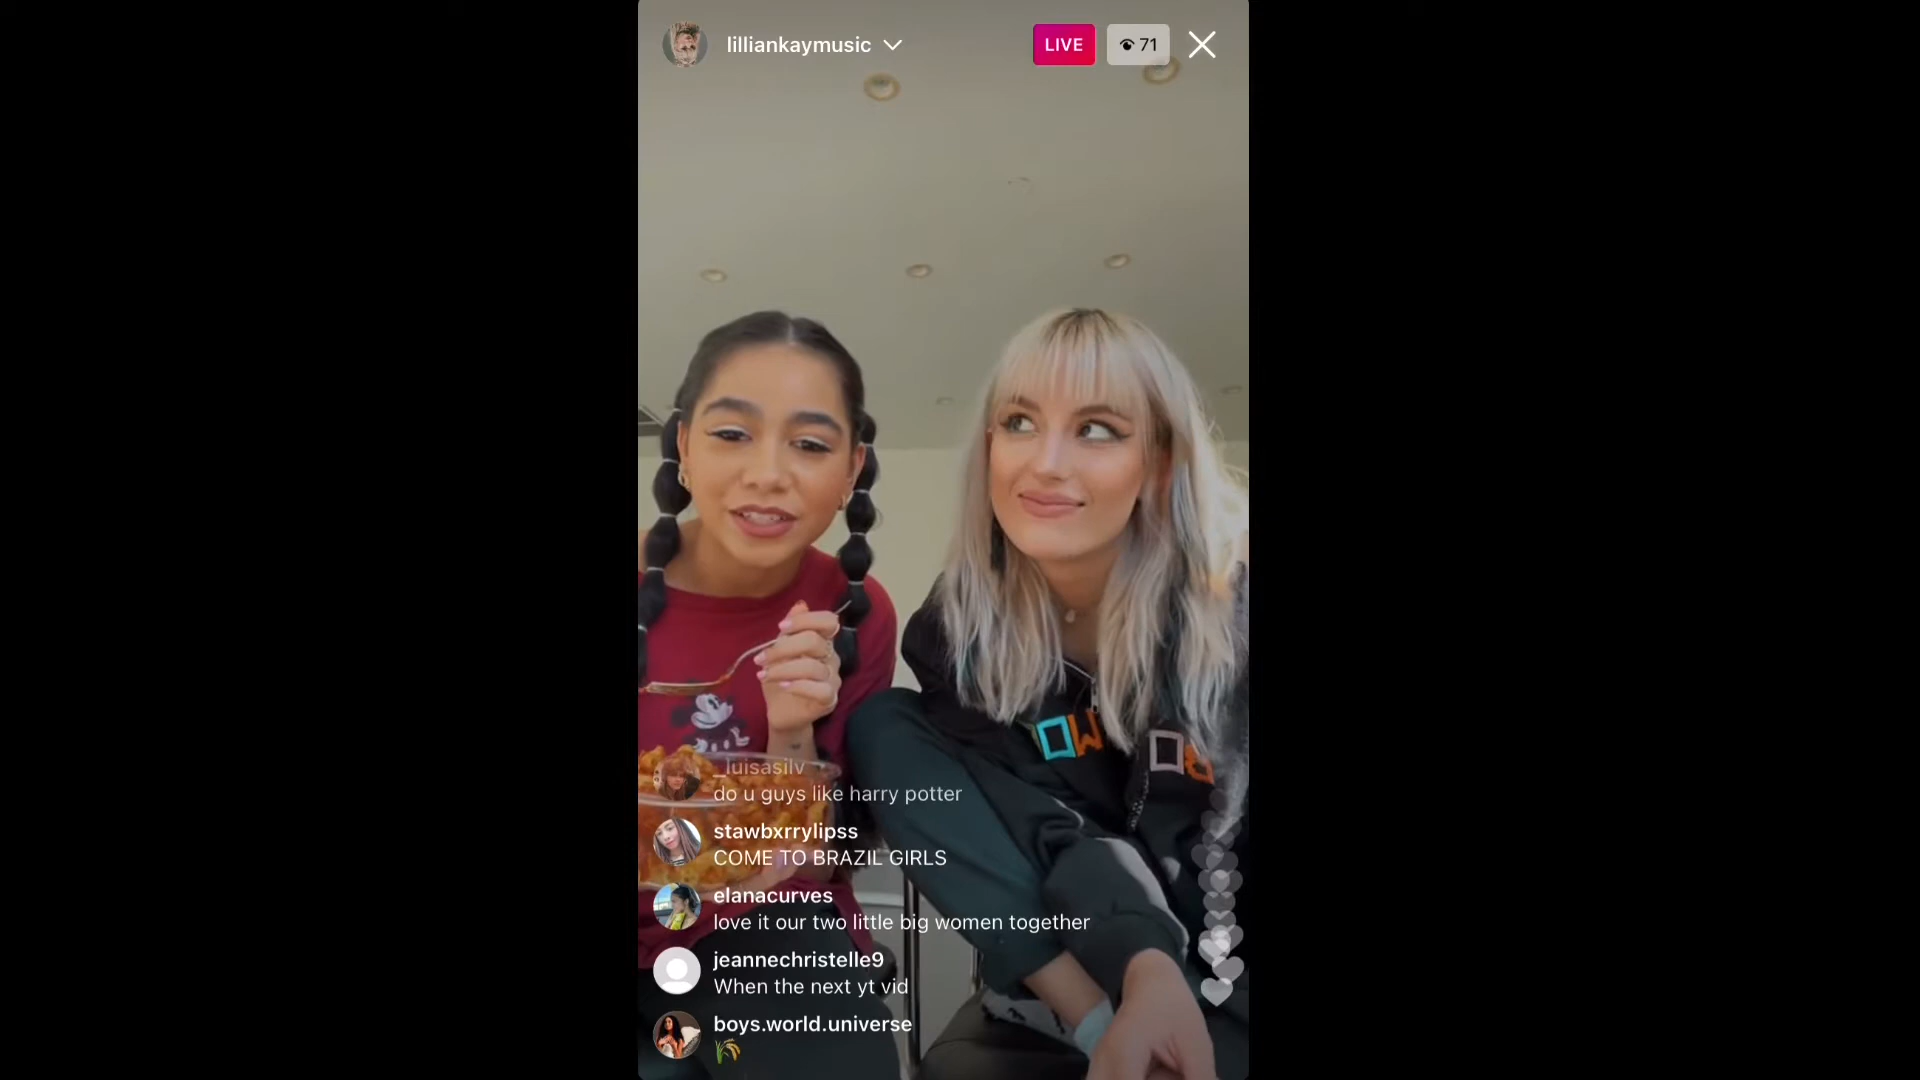 lilliankaymusic
LIVE
71
_luisasilv
do u guys like harry potter
stawbxrrylipss
COME TO BRAZIL GIRLS
elanacurves
love it our two little big women together
jeannechristelle9
When the next yt vid
boys.world.universe